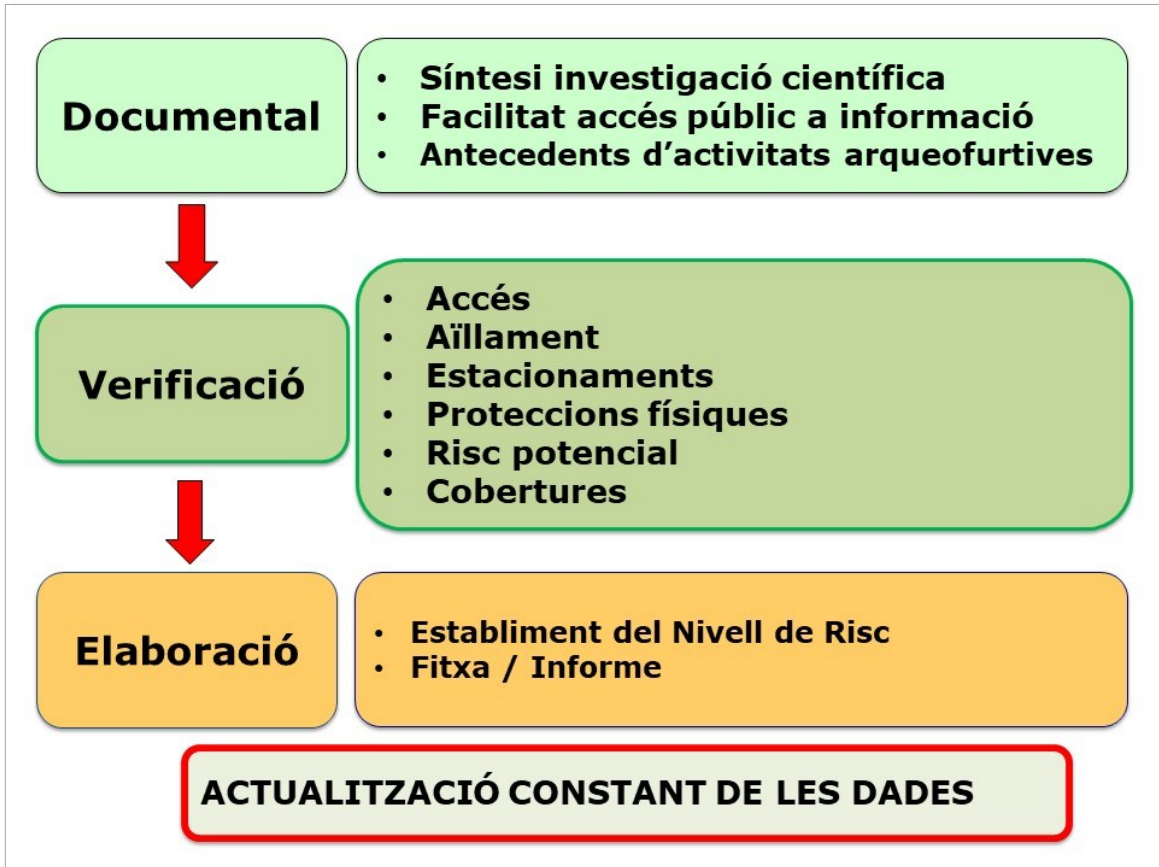 Documental
• Síntesi investigació científica
• Facilitat accés públic a informació
• Antecedents d'activitats arqueofurtives
Verificació
• Accés
• Aïllament
• Estacionaments
• Proteccions físiques
• Risc potencial
• Cobertures
Elaboració
• Establiment del Nivell de Risc
• Fitxa / Informe
ACTUALITZACIÓ CONSTANT DE LES DADES